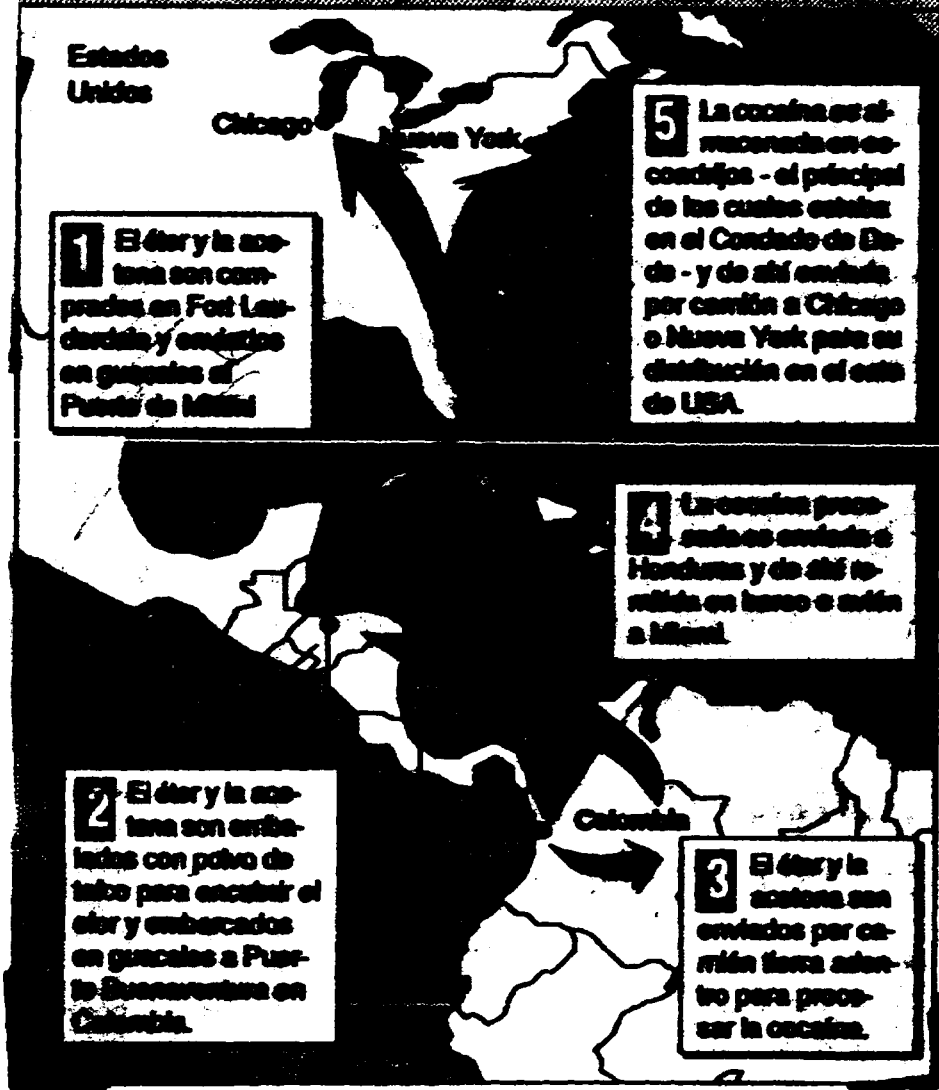 Estados
Unidos
Chicago
Nueva York
1 El éter y la ace-
tona son com-
prados en Fort Lau-
derdale y enviados
en guacales al
Puerto de Miami
2 El éter y la ace-
tona son emba-
lados con polvo de
talco para encubrir el
olor y embarcados
en guacales a Puer-
to Buenaventura en
Colombia.
Colombia
3 El éter y la
acetona son
enviados por ca-
mión tierra aden-
tro para proce-
sar la cocaína.
4 La cocaína proce-
sada es enviada a
Honduras y de ahí re-
mitida en barco o avión
a Miami.
5 La cocaína es al-
macenada en es-
condrijos - el principal
de los cuales estaba
en el Condado de Da-
de - y de ahí enviada
por camión a Chicago
o Nueva York para su
distribución en el este
de USA.